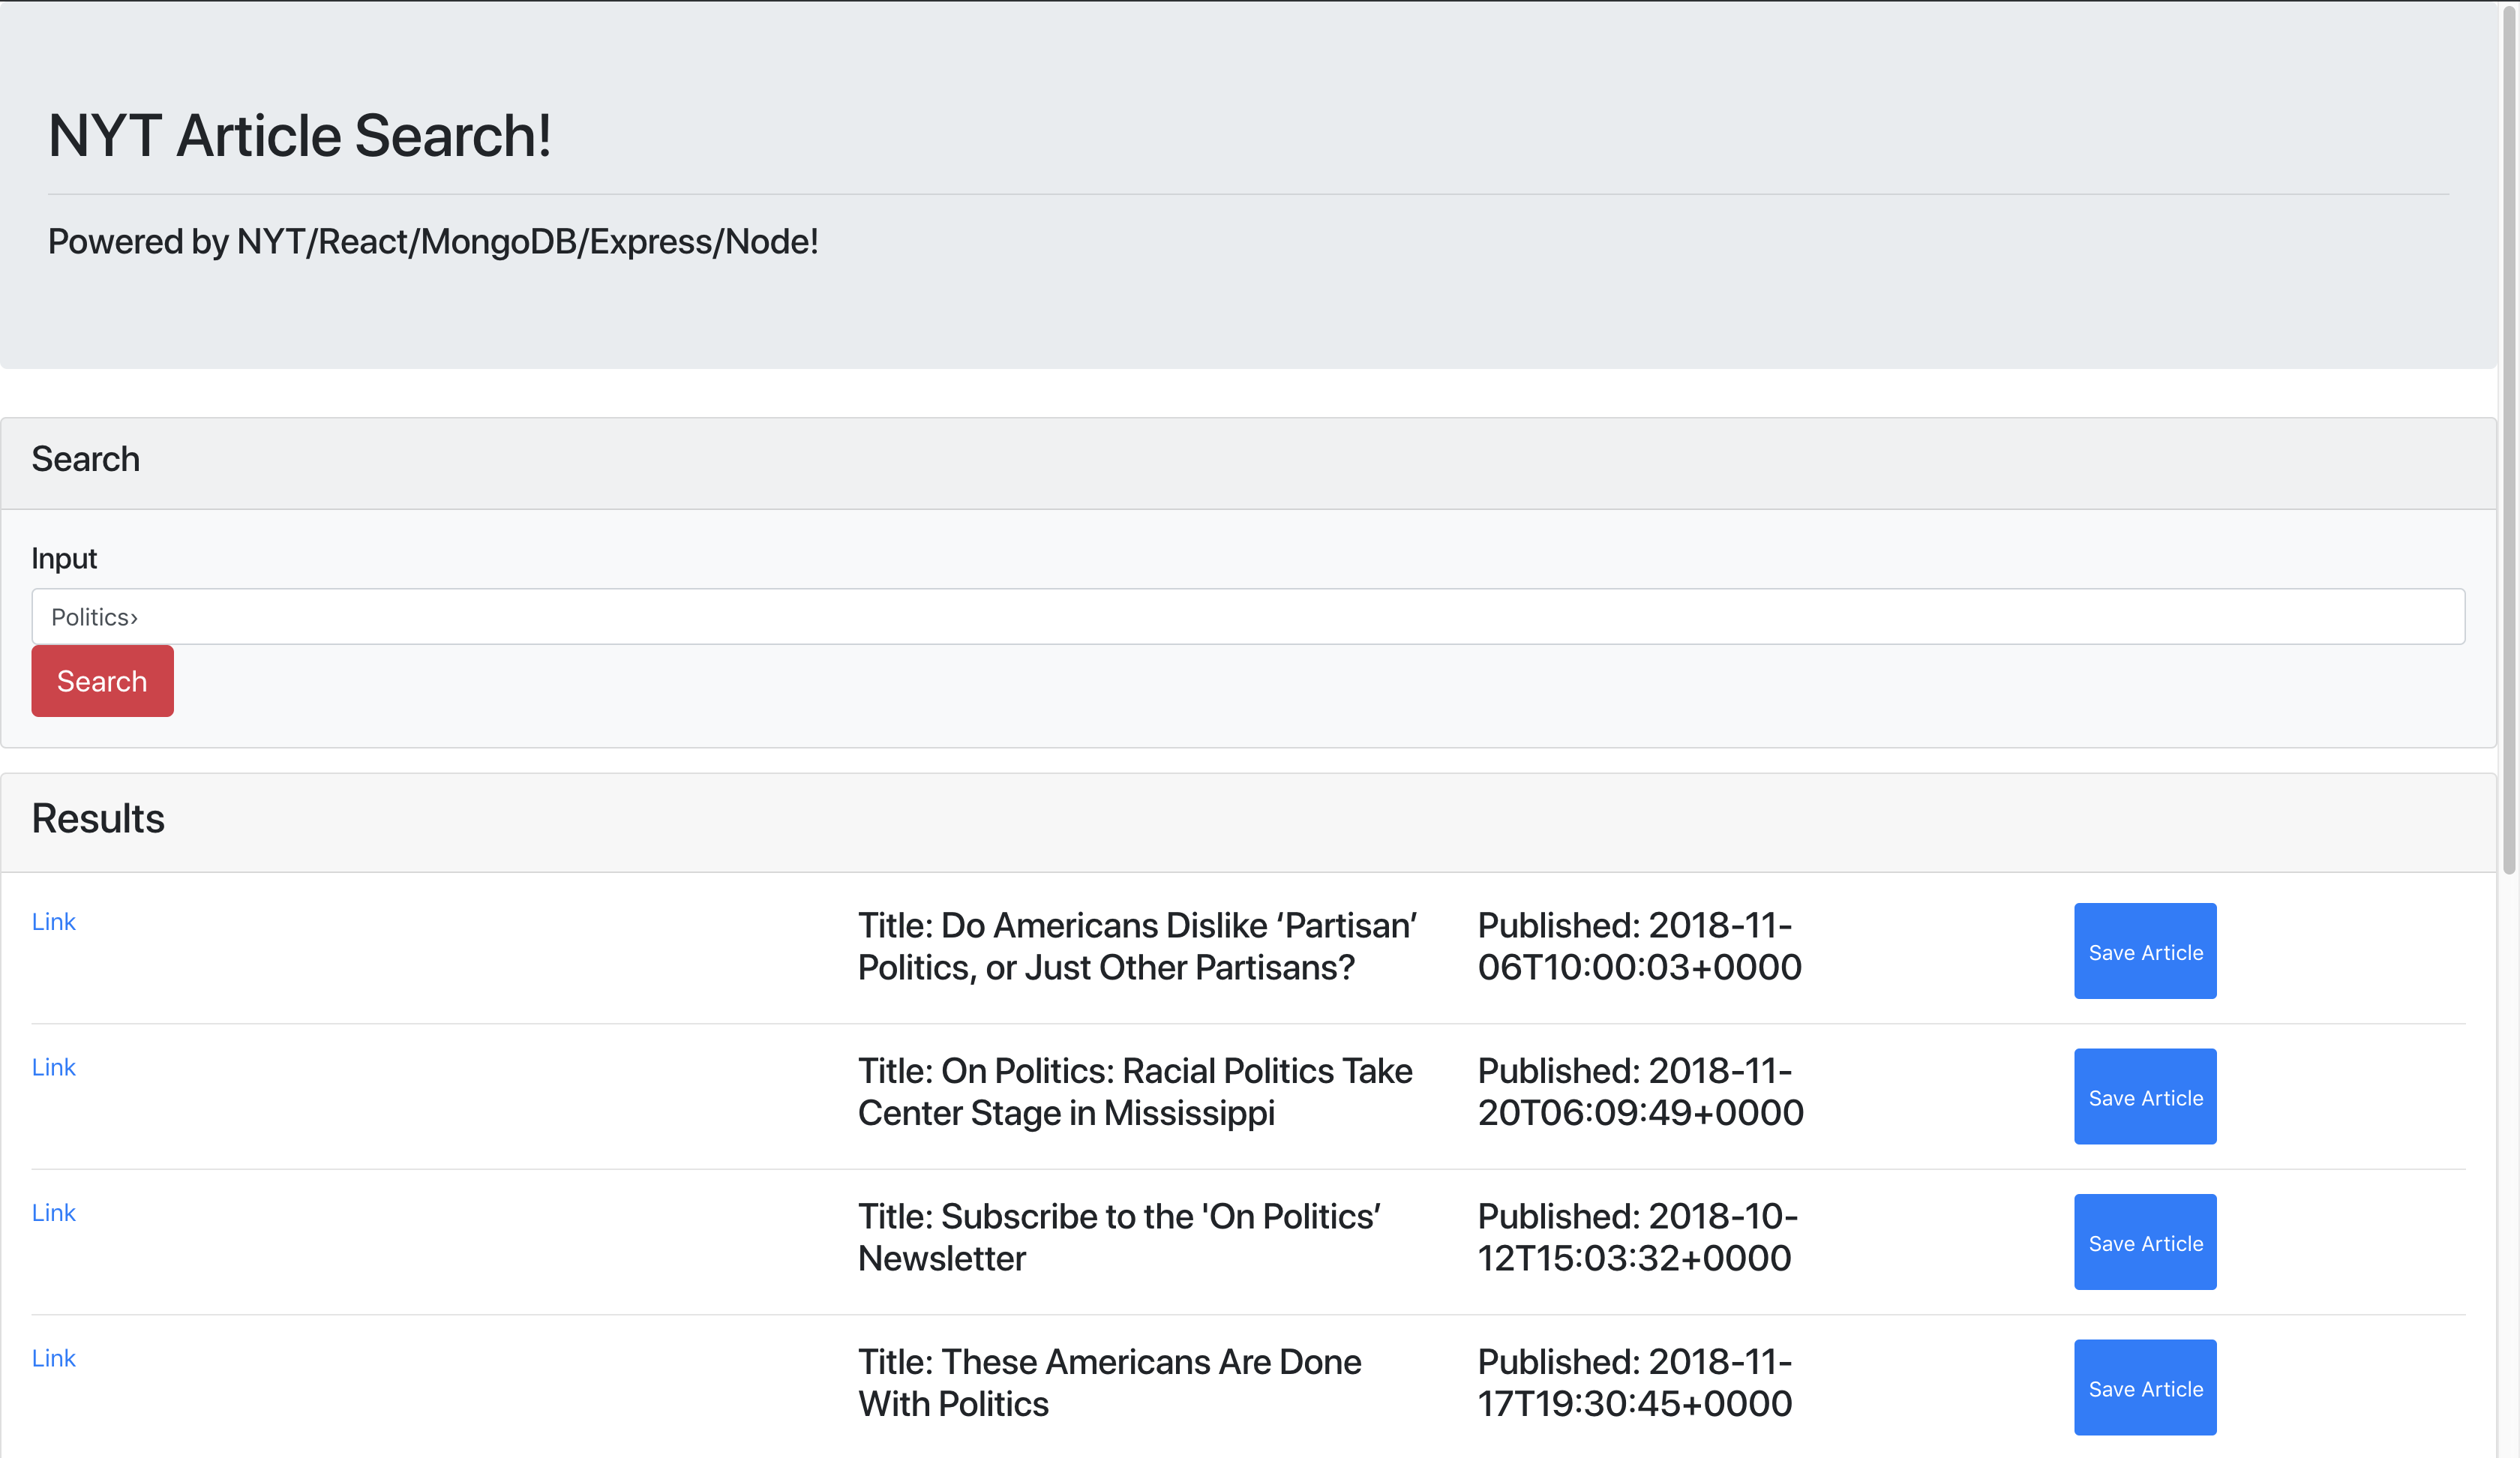 NYT Article Search!
Powered by NYT/React/MongoDB/Express/Node!
Search
Input
Politics›
Search
Results
Link
Title: Do Americans Dislike ‘Partisan’
Politics, or Just Other Partisans?
Published: 2018-11-
06T10:00:03+0000
Save Article
Link
Title: On Politics: Racial Politics Take
Center Stage in Mississippi
Published: 2018-11-
20T06:09:49+0000
Save Article
Link
Title: Subscribe to the 'On Politics’
Newsletter
Published: 2018-10-
12T15:03:32+0000
Save Article
Link
Title: These Americans Are Done
With Politics
Published: 2018-11-
17T19:30:45+0000
Save Article